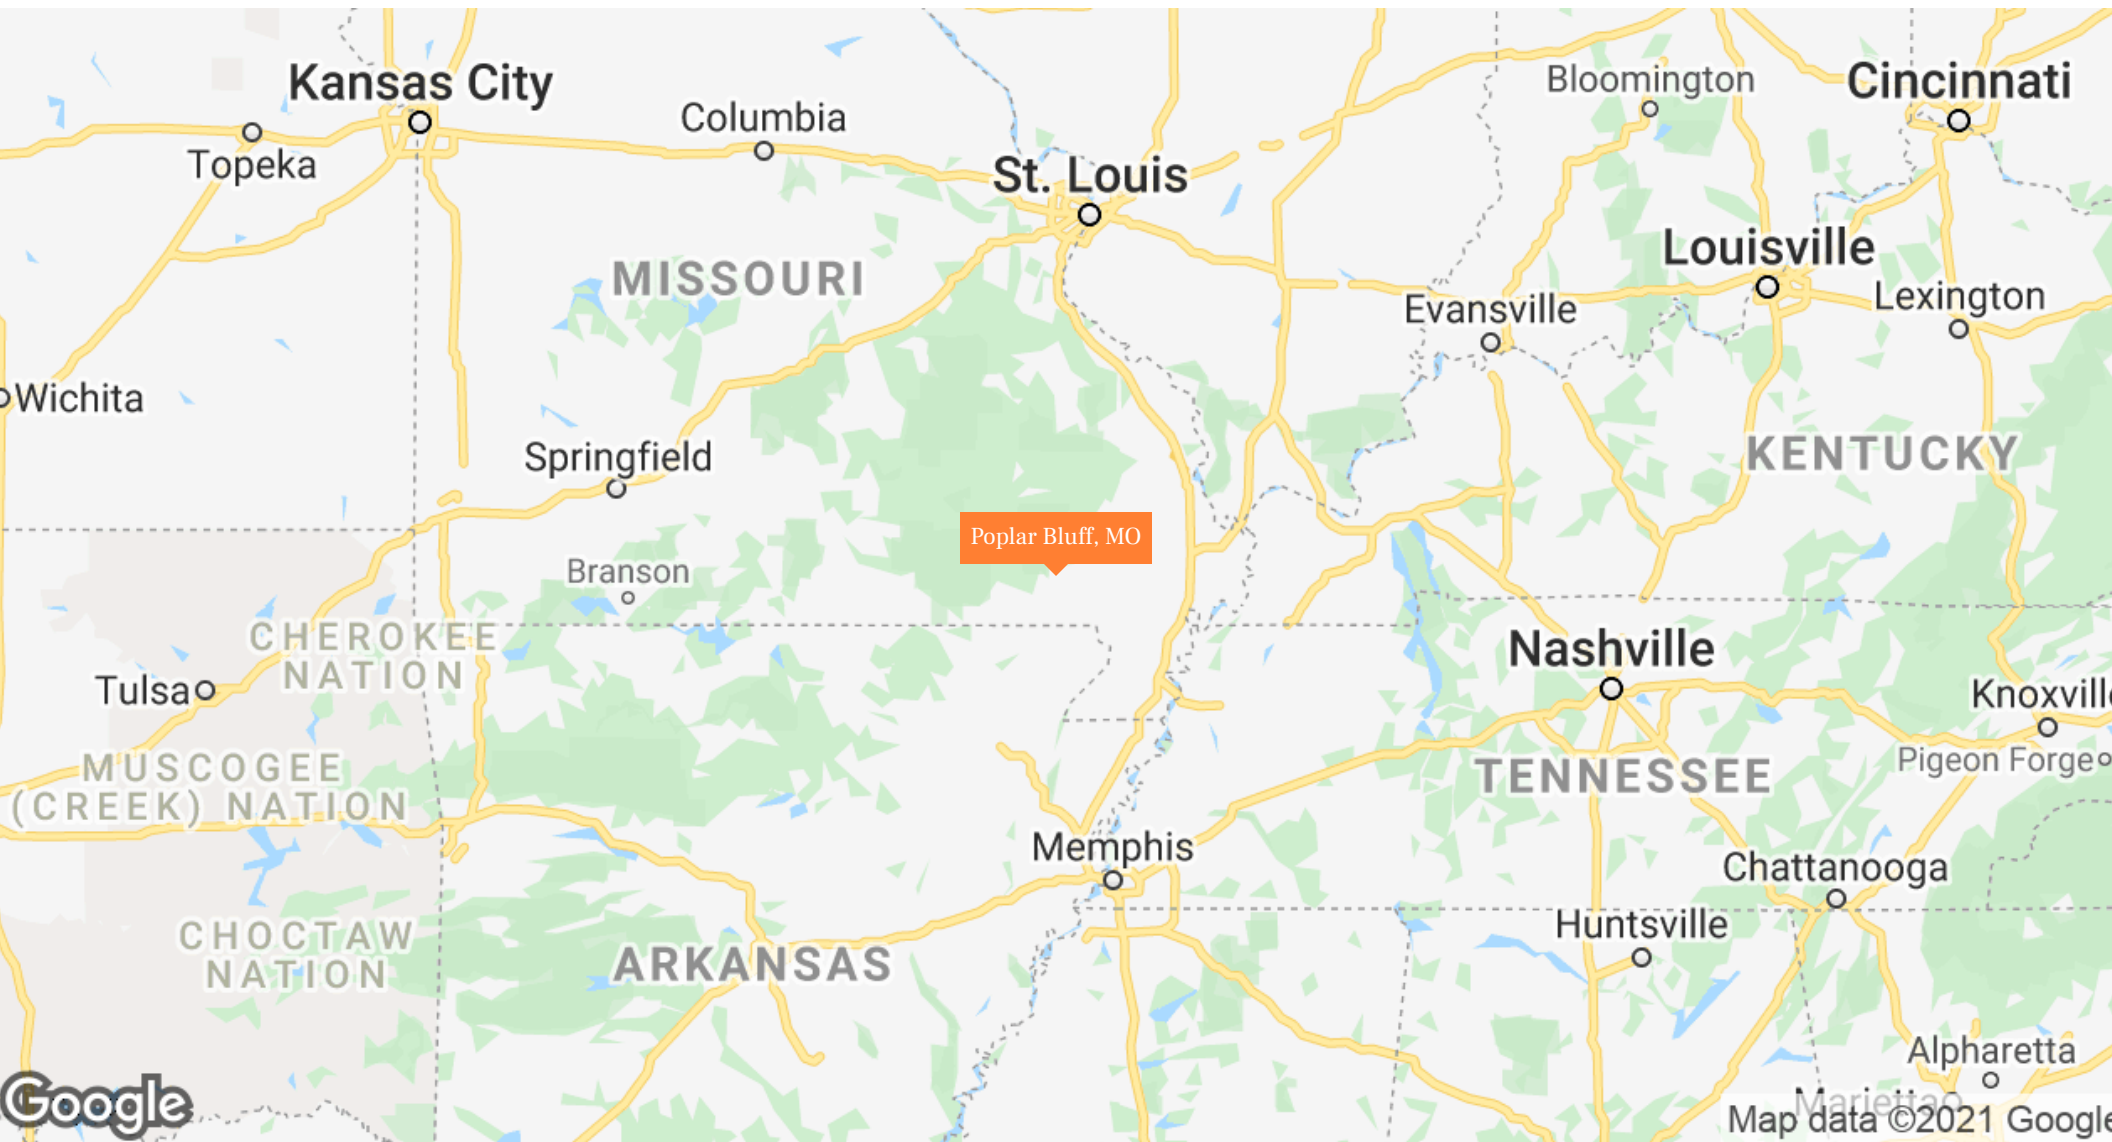 Kansas City
Columbia
Bloomington
Cincinnati
Topeka
St. Louis
MISSOURI
Louisville
Evansville
Lexington
Wichita
Springfield
KENTUCKY
Poplar Bluff, MO
Branson
CHEROKEE
NATION
Nashville
Tulsa
Knoxville
MUSCOGEE
(CREEK) NATION
TENNESSEE
Pigeon Forge
Memphis
Chattanooga
CHOCTAW
NATION
ARKANSAS
Huntsville
Alpharetta
Marietta
Google
Map data ©2021 Google